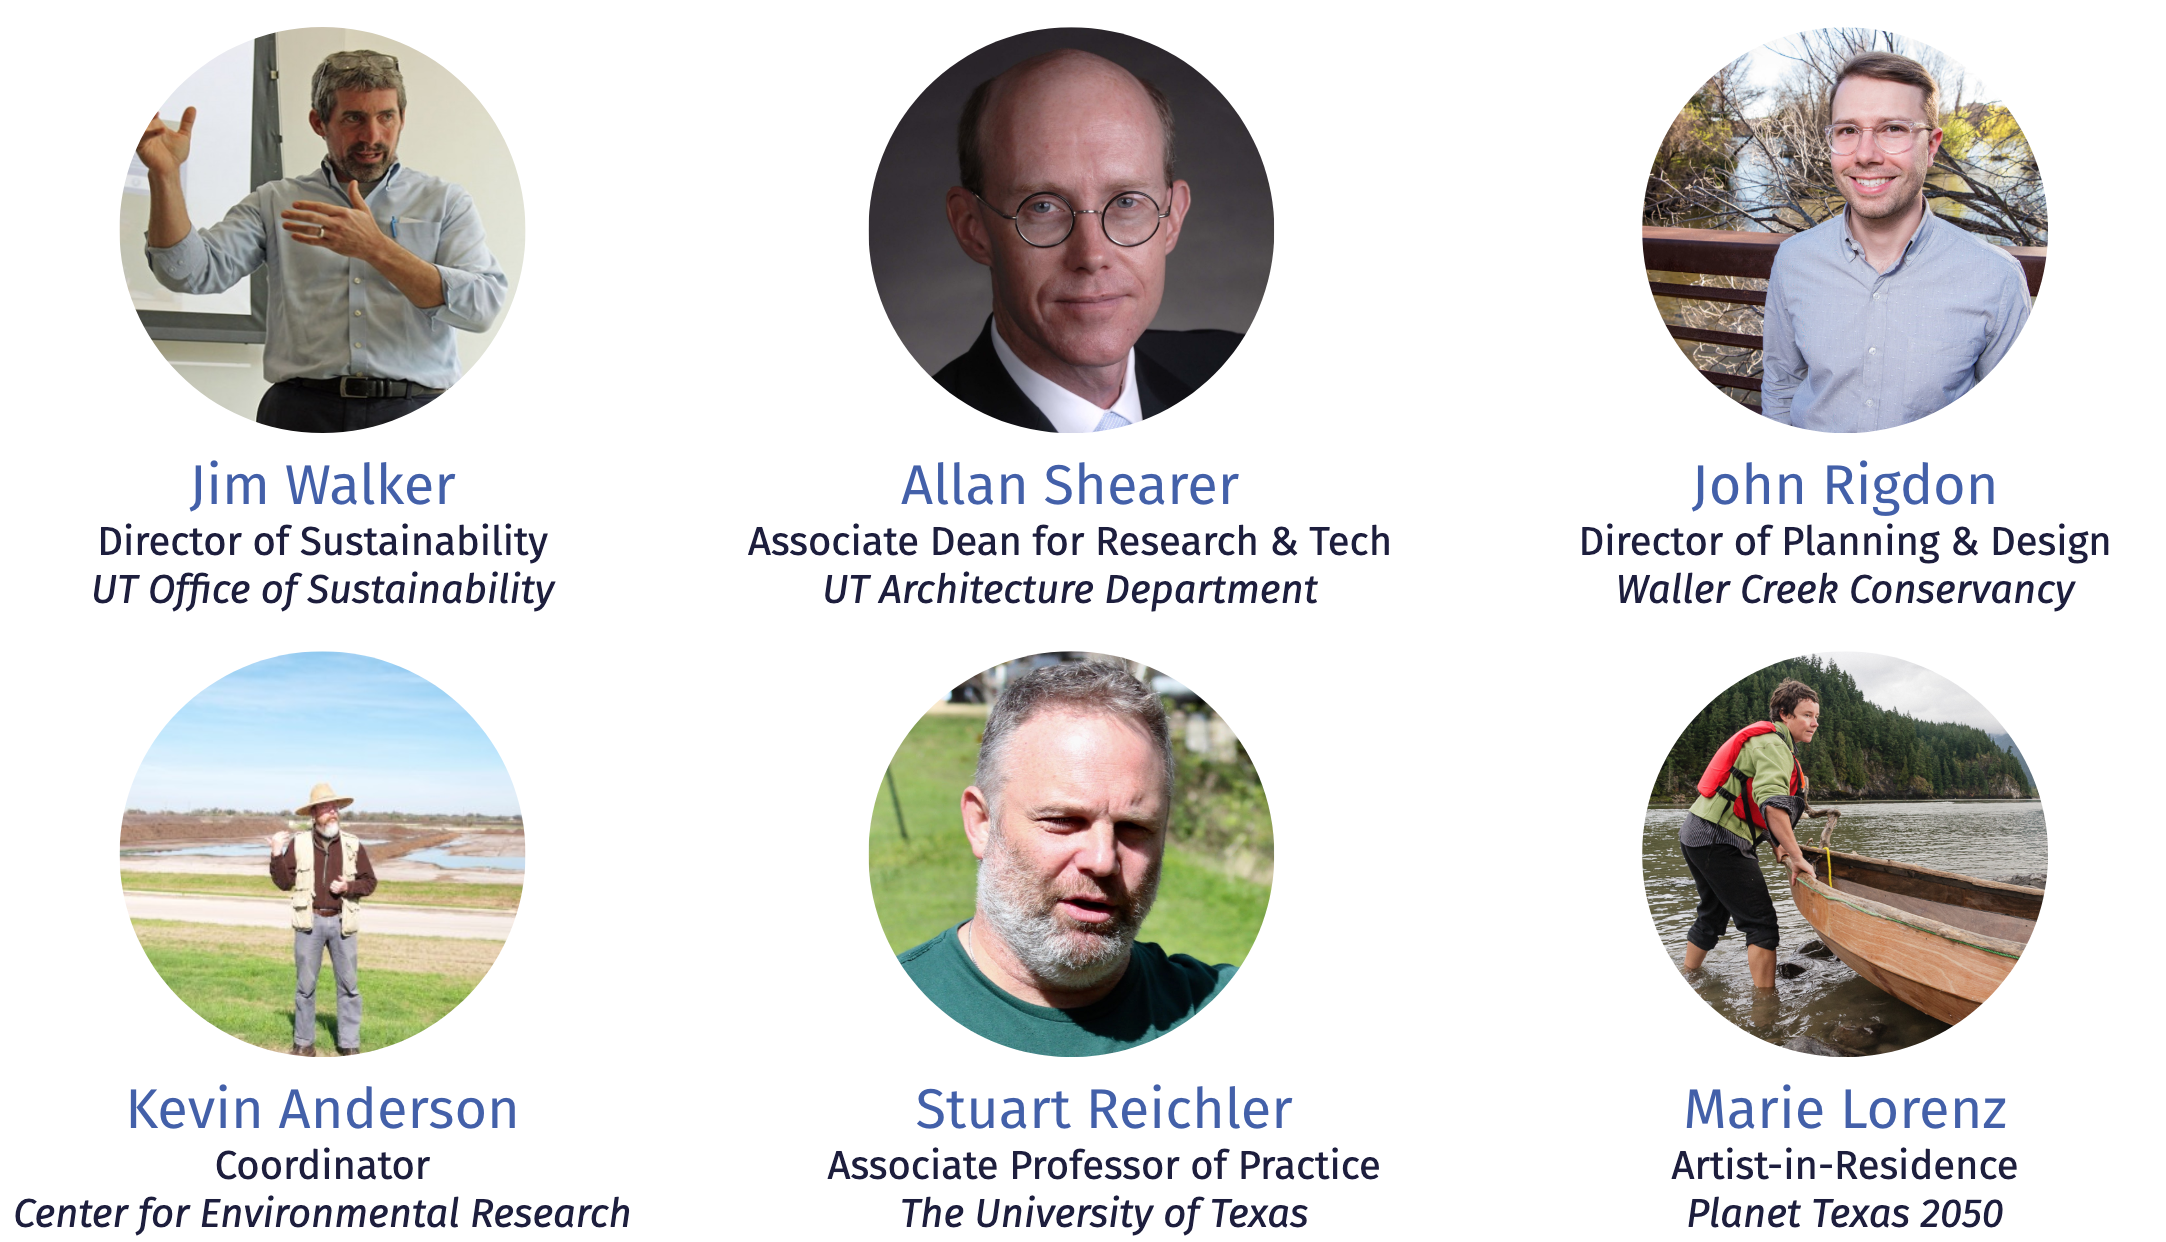 Jim Walker
Director of Sustainability
UT Office of Sustainability
Allan Shearer
Associate Dean for Research & Tech
UT Architecture Department
John Rigdon
Director of Planning & Design
Waller Creek Conservancy
Kevin Anderson
Coordinator
Center for Environmental Research
Stuart Reichler
Associate Professor of Practice
The University of Texas
Marie Lorenz
Artist-in-Residence
Planet Texas 2050